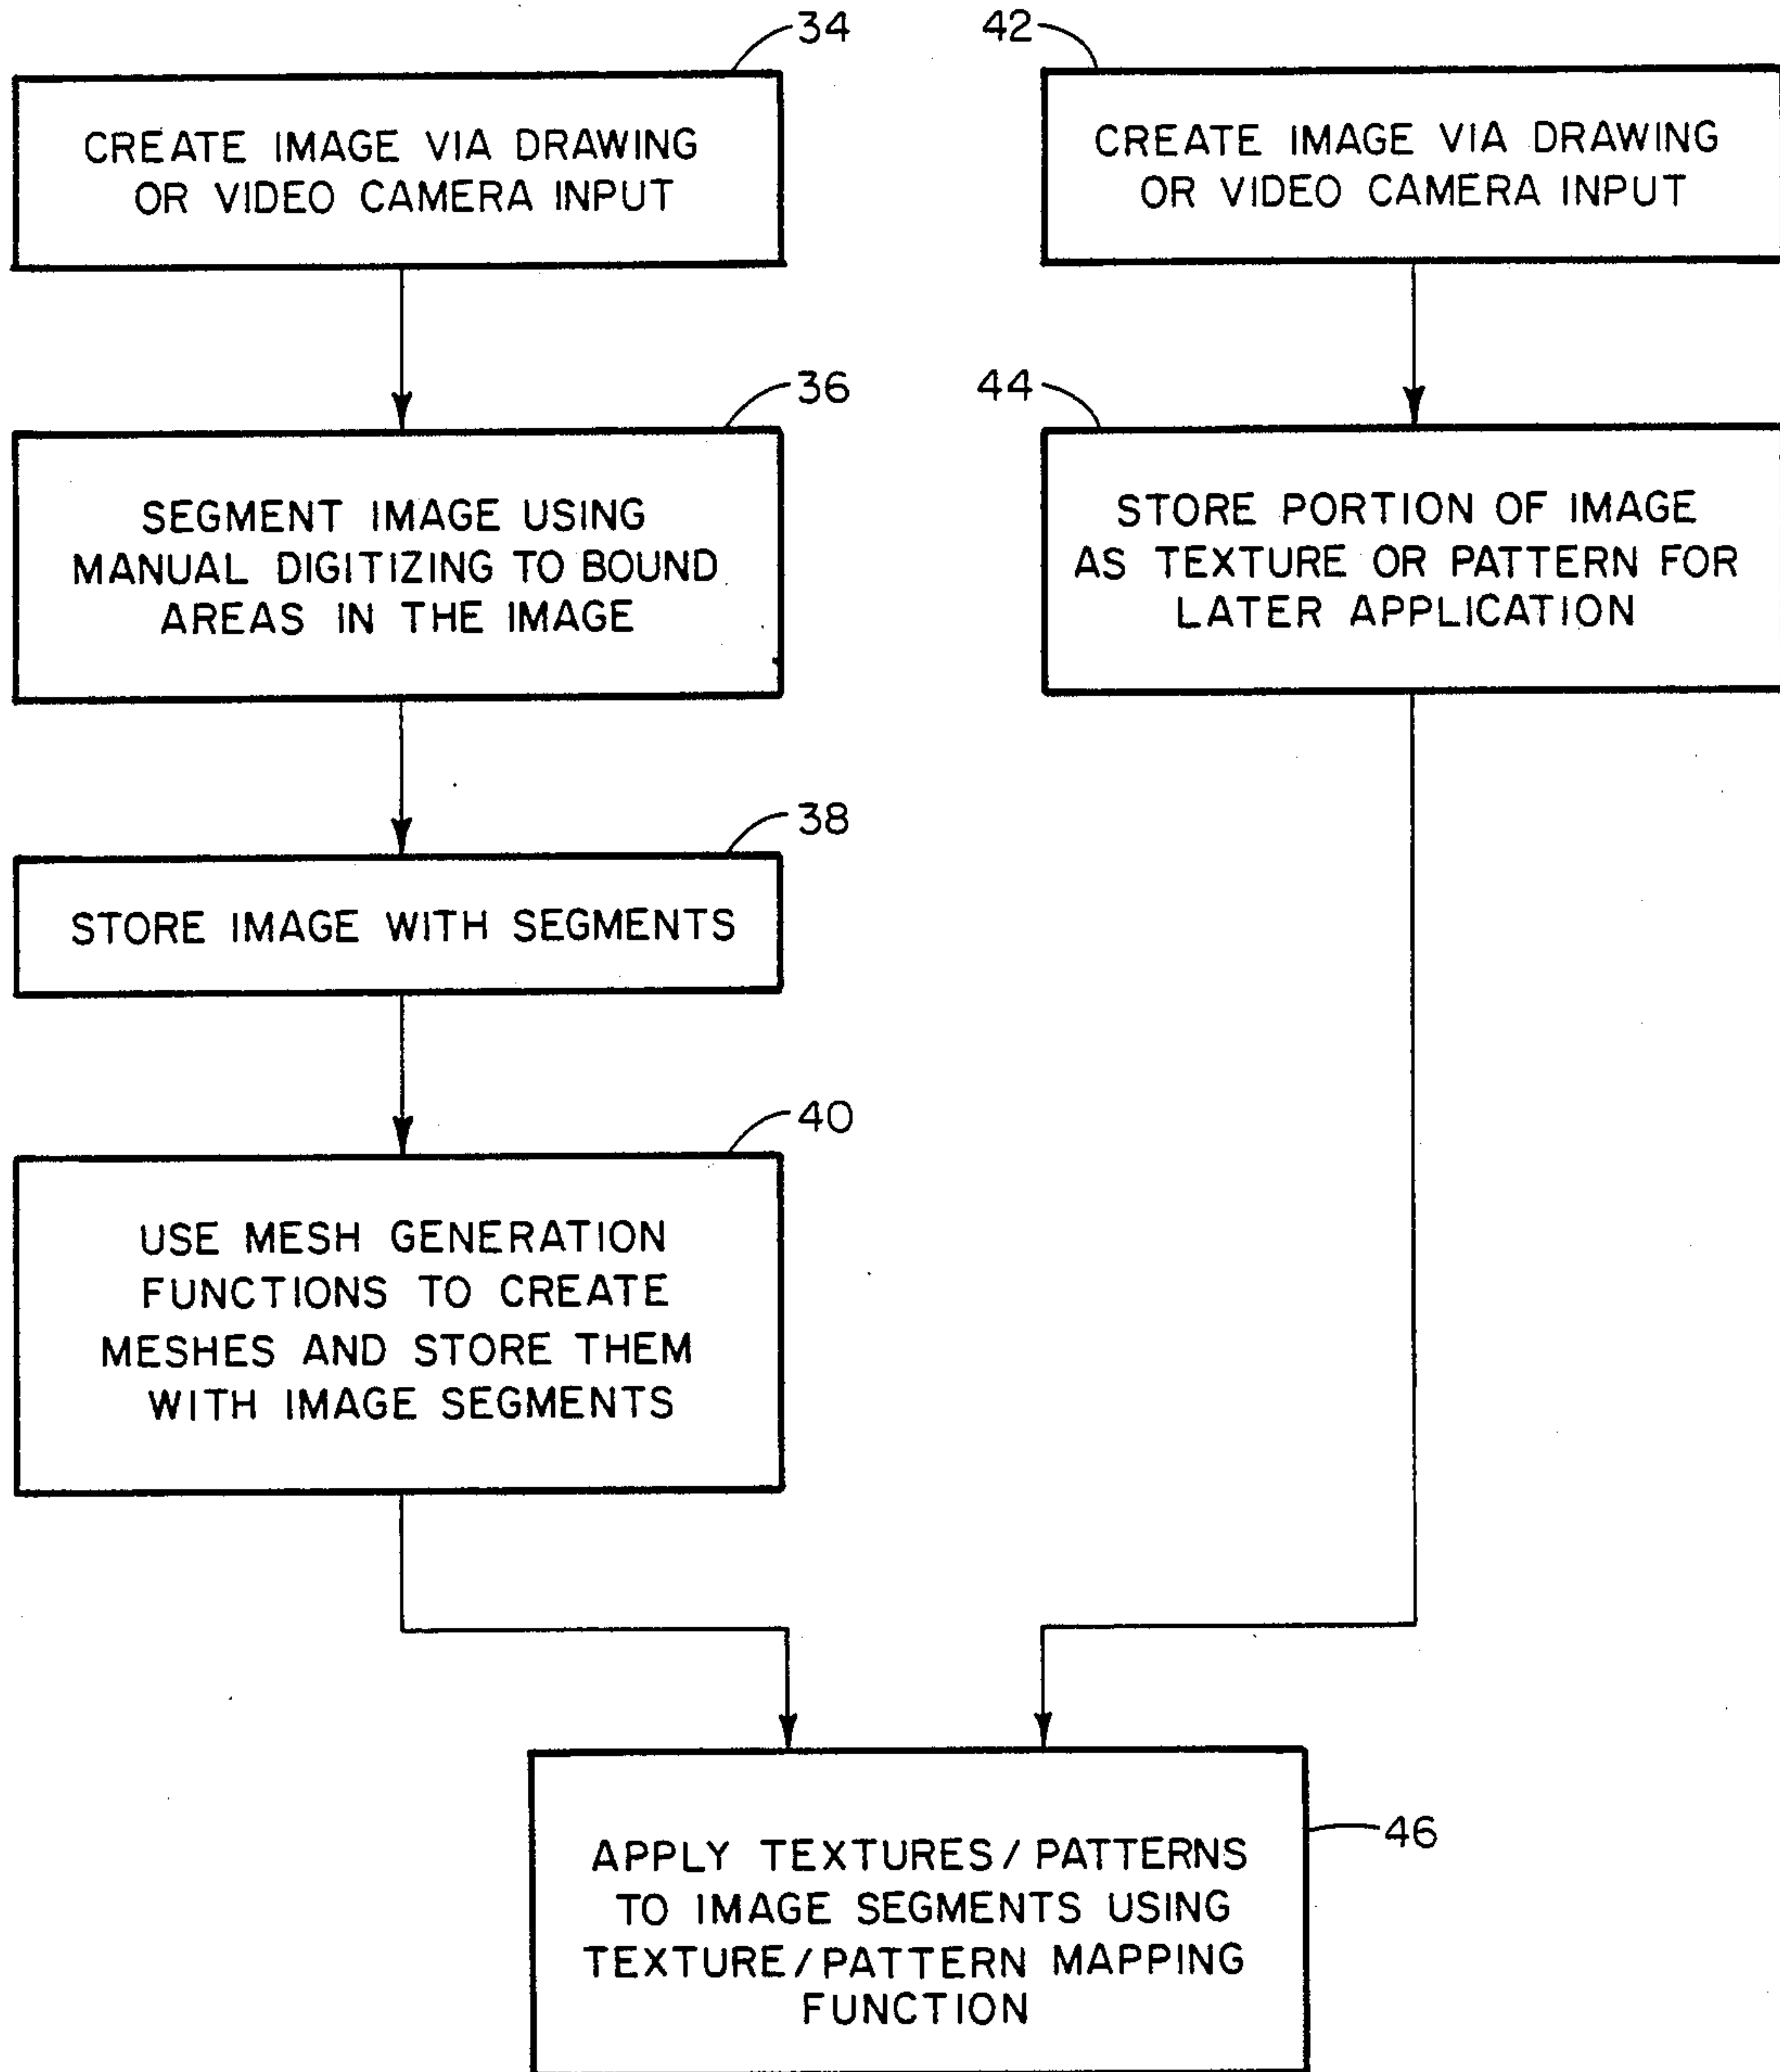 34
CREATE IMAGE VIA DRAWING
OR VIDEO CAMERA INPUT
36
SEGMENT IMAGE USING
MANUAL DIGITIZING TO BOUND
AREAS IN THE IMAGE
38
STORE IMAGE WITH SEGMENTS
40
USE MESH GENERATION
FUNCTIONS TO CREATE
MESHES AND STORE THEM
WITH IMAGE SEGMENTS
42
CREATE IMAGE VIA DRAWING
OR VIDEO CAMERA INPUT
44
STORE PORTION OF IMAGE
AS TEXTURE OR PATTERN FOR
LATER APPLICATION
46
APPLY TEXTURES/PATTERNS
TO IMAGE SEGMENTS USING
TEXTURE/PATTERN MAPPING
FUNCTION